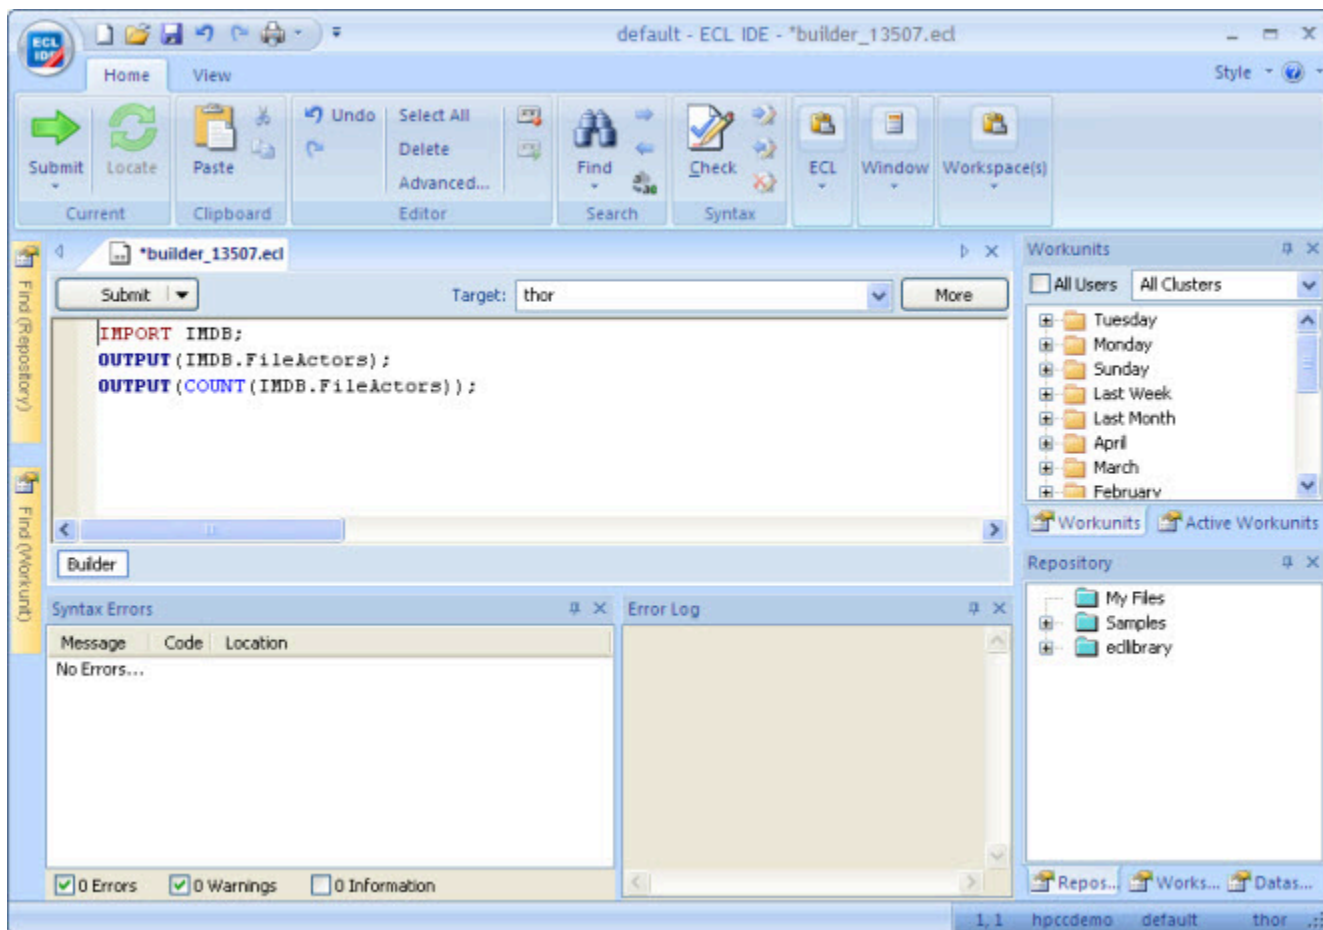 default - ECL IDE - *builder_13507.ecl
ECL IDE
Home View Style
Submit Locate Paste Undo Select All Delete Advanced... Find Check ECL Window Workspace(s)
Current Clipboard Editor Search Syntax
Find (Repository)
Find (Workunit)
*builder_13507.ecl
Submit Target: thor More
IMPORT IMDB;
OUTPUT(IMDB.FileActors);
OUTPUT(COUNT(IMDB.FileActors));
Builder
Syntax Errors
Message Code Location
No Errors...
0 Errors 0 Warnings 0 Information
Error Log
Workunits
All Users All Clusters
Tuesday
Monday
Sunday
Last Week
Last Month
April
March
February
Workunits Active Workunits
Repository
My Files
Samples
eclibrary
Repos... Works... Datas...
1, 1 hpccdemo default thor